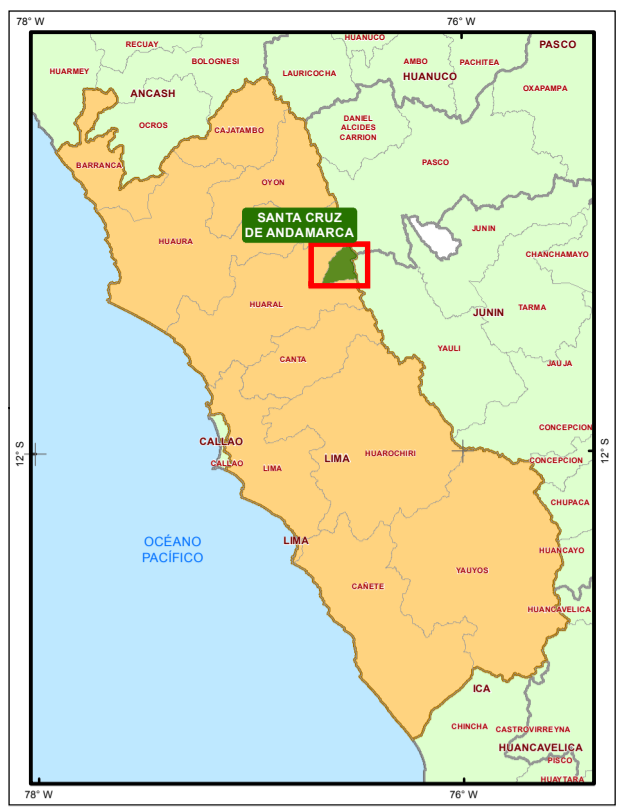 78° W
76° W
HUANUCO
PASCO
RECUAY
BOLOGNESI
AMBO
PACHITEA
HUARMEY
LAURICOCHA
HUANUCO
OXAPAMPA
ANCASH
OCROS
CAJATAMBO
DANIEL
ALCIDES
CARRION
BARRANCA
PASCO
OYON
SANTA CRUZ
DE ANDAMARCA
HUAURA
JUNIN
CHANCHAMAYO
HUARAL
JUNIN
TARMA
YAULI
CANTA
JAUJA
CONCEPCION
CALLAO
12° S
12° S
LIMA
HUAROCHIRI
CALLAO
LIMA
CONCEPCION
CHUPACA
OCÉANO
PACÍFICO
LIMA
HUANCAYO
YAUYOS
CAÑETE
HUANCAVELICA
ICA
CHINCHA
CASTROVIRREYNA
HUANCAVELICA
PISCO
HUAYTARA
78° W
76° W